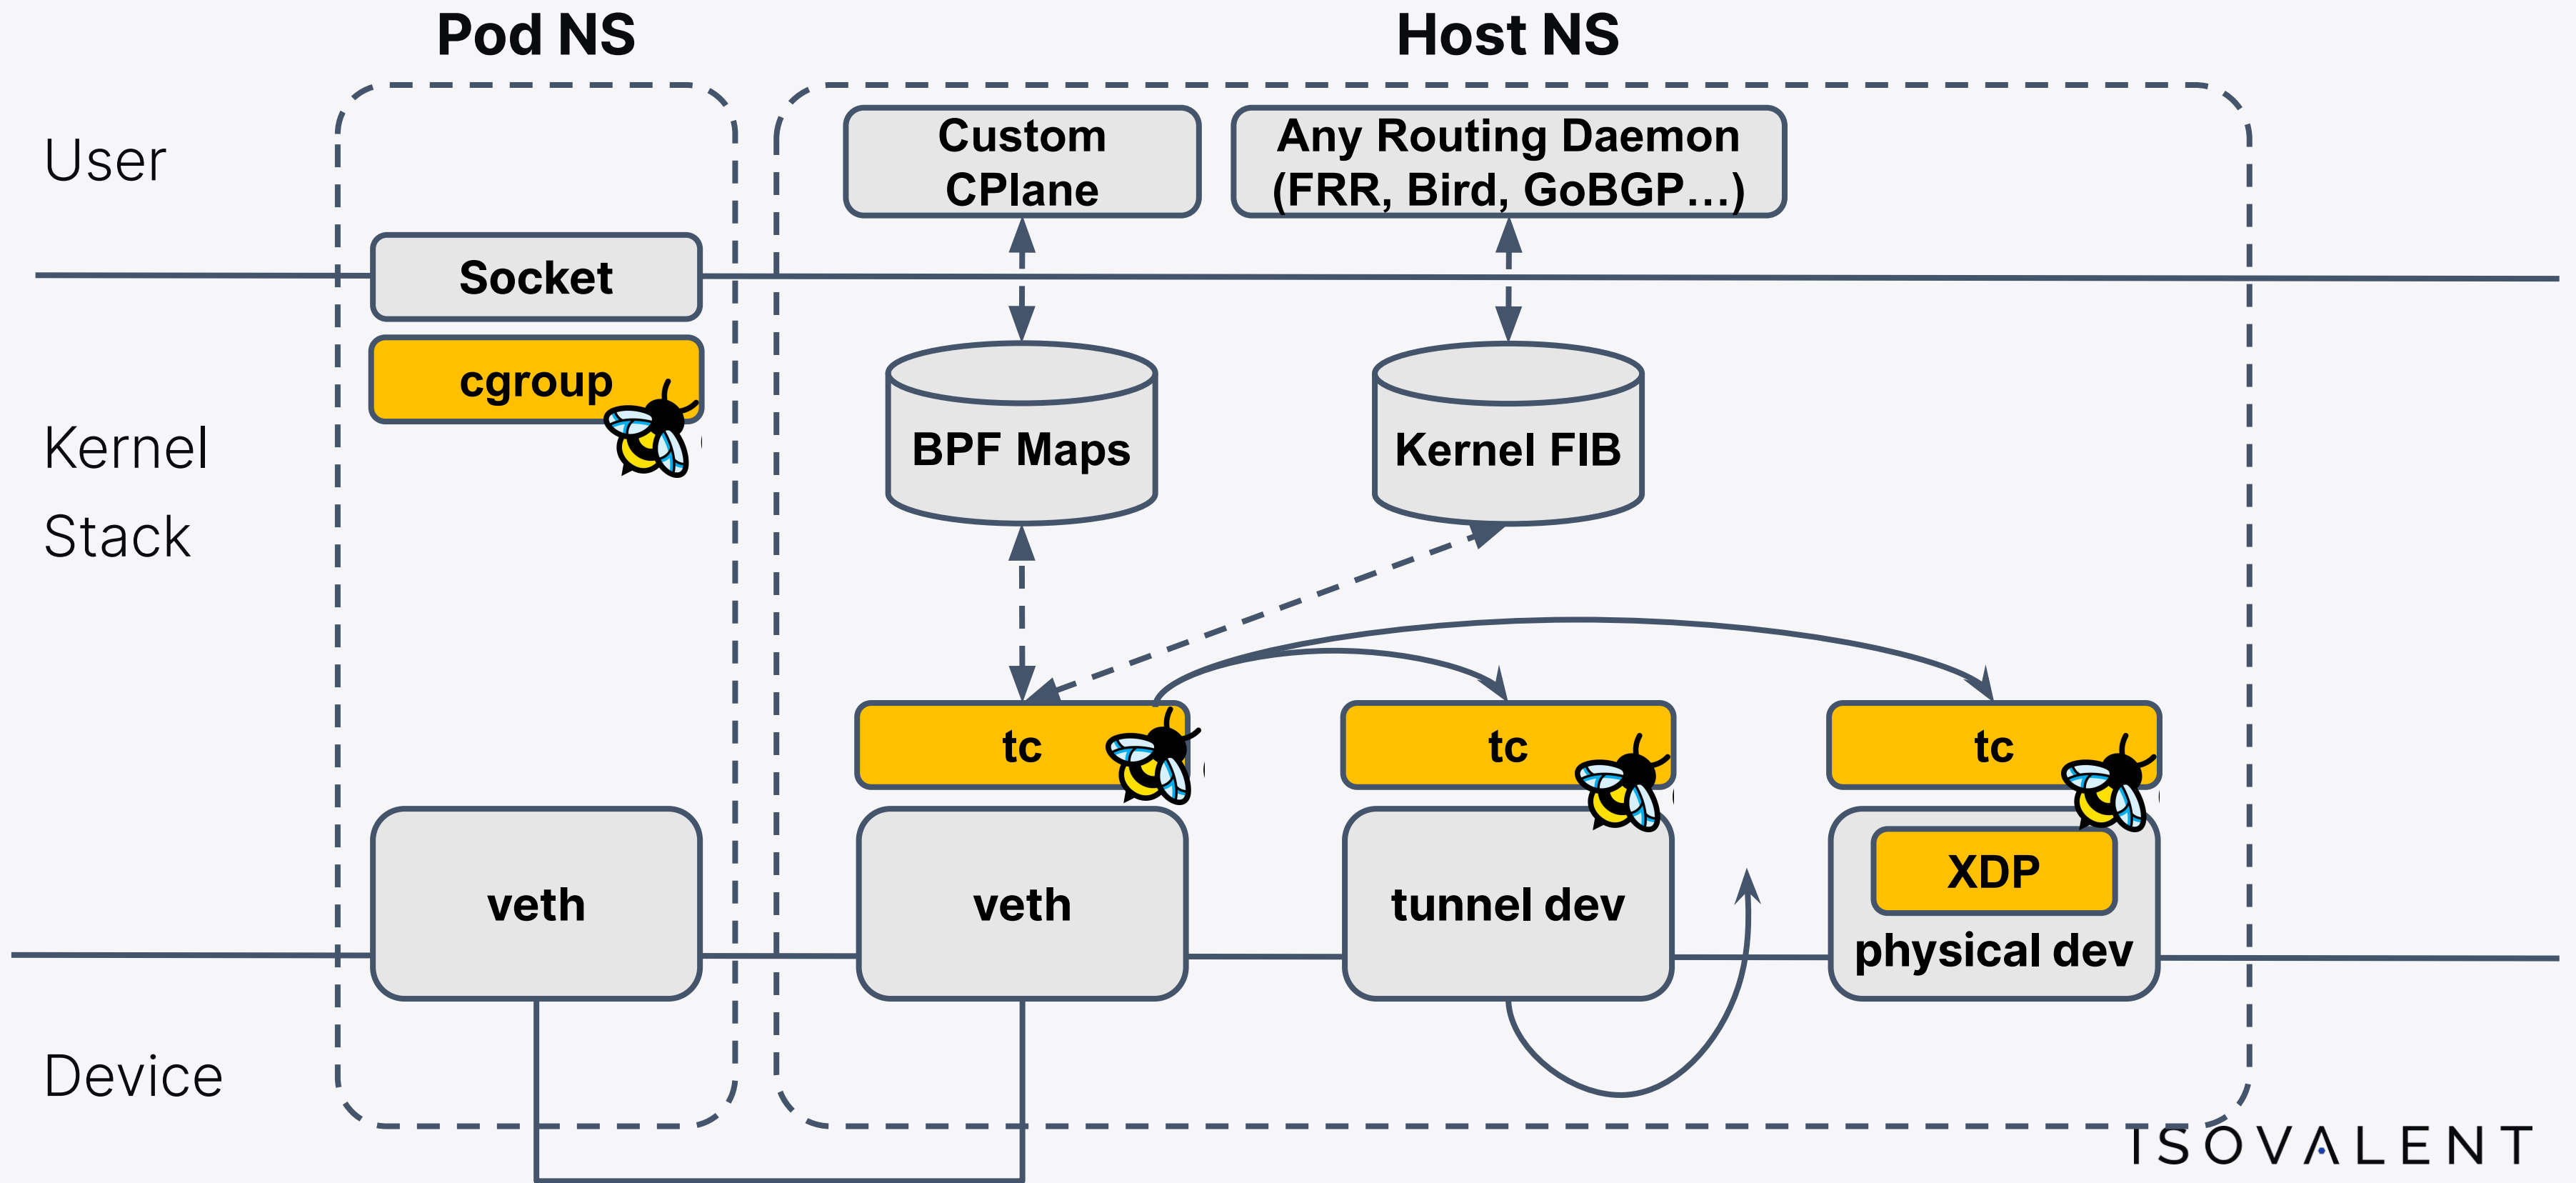 Pod NS
Host NS
User
Custom
CPlane
Any Routing Daemon
(FRR, Bird, GoBGP…)
Socket
cgroup
Kernel
Stack
BPF Maps
Kernel FIB
tc
tc
tc
veth
veth
tunnel dev
XDP
physical dev
Device
ISOVALENT